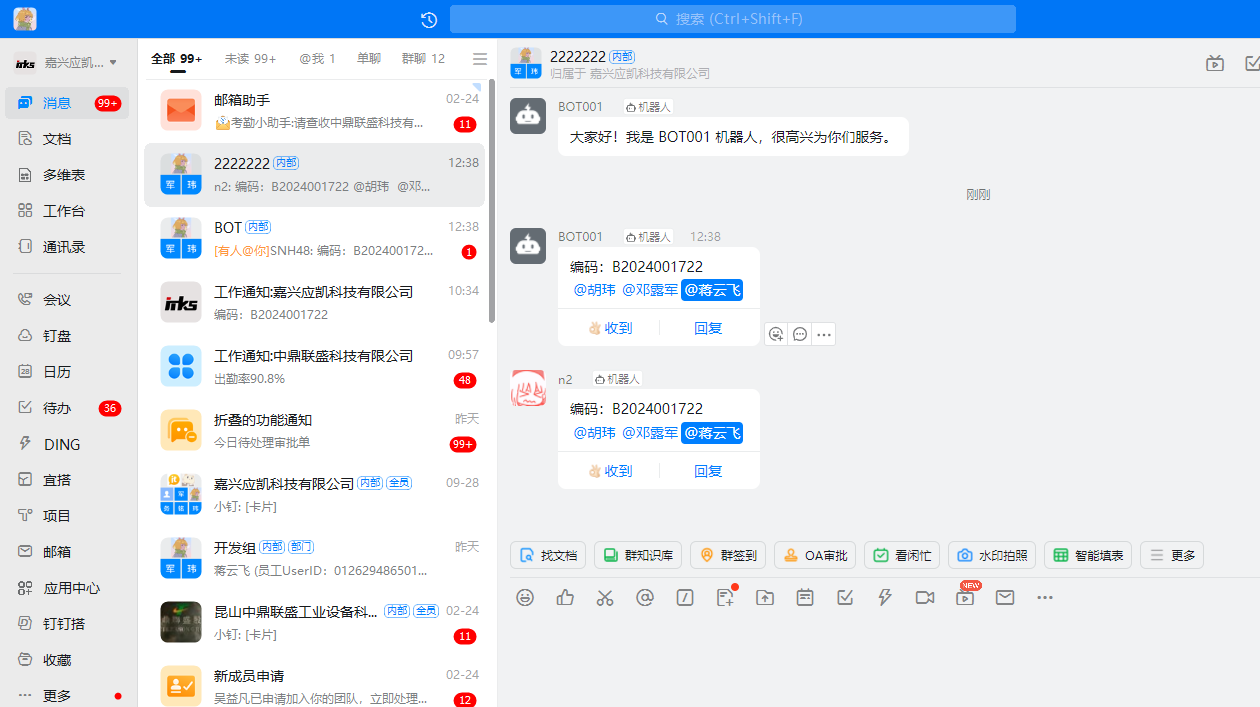 搜索 (Ctrl+Shift+F)
irks 嘉兴应凯...
消息 99+
文档
多维表
工作台
通讯录
会议
钉盘
28 日历
待办 36
DING
宜搭
项目
邮箱
应用中心
钉钉搭
收藏
更多
全部 99+ 未读 99+ @我 1 单聊 群聊 12
邮箱助手 02-24
考勤小助手:请查收中鼎联盛科技有... 11
军 玮
2222222 内部 12:38
n2: 编码：B2024001722 @胡玮 @邓...
军 玮
BOT 内部 12:38
[有人@你]SNH48: 编码：B202400172... 1
irks
工作通知:嘉兴应凯科技有限公司 10:34
编码：B2024001722
工作通知:中鼎联盛科技有限公司 09:57
出勤率90.8% 48
折叠的功能通知 昨天
今日待处理审批单 99+
嘉兴应凯科技有限公司 内部 全员 09-28
小钉: [卡片]
军 玮
开发组 内部 部门 昨天
蒋云飞 (员工UserID：012629486501...
昆山中鼎联盛工业设备科... 内部 全员 02-24
小钉: [卡片] 11
新成员申请 02-24
吴益凡已申请加入你的团队，立即处理... 12
军 玮
2222222 内部
归属于 嘉兴应凯科技有限公司
BOT001 机器人
大家好！我是 BOT001 机器人，很高兴为你们服务。
刚刚
BOT001 机器人 12:38
编码：B2024001722
@胡玮 @邓露军 @蒋云飞
收到 回复
n2 机器人
编码：B2024001722
@胡玮 @邓露军 @蒋云飞
收到 回复
找文档 群知识库 群签到 OA审批 看闲忙 水印拍照 智能填表 更多
NEW